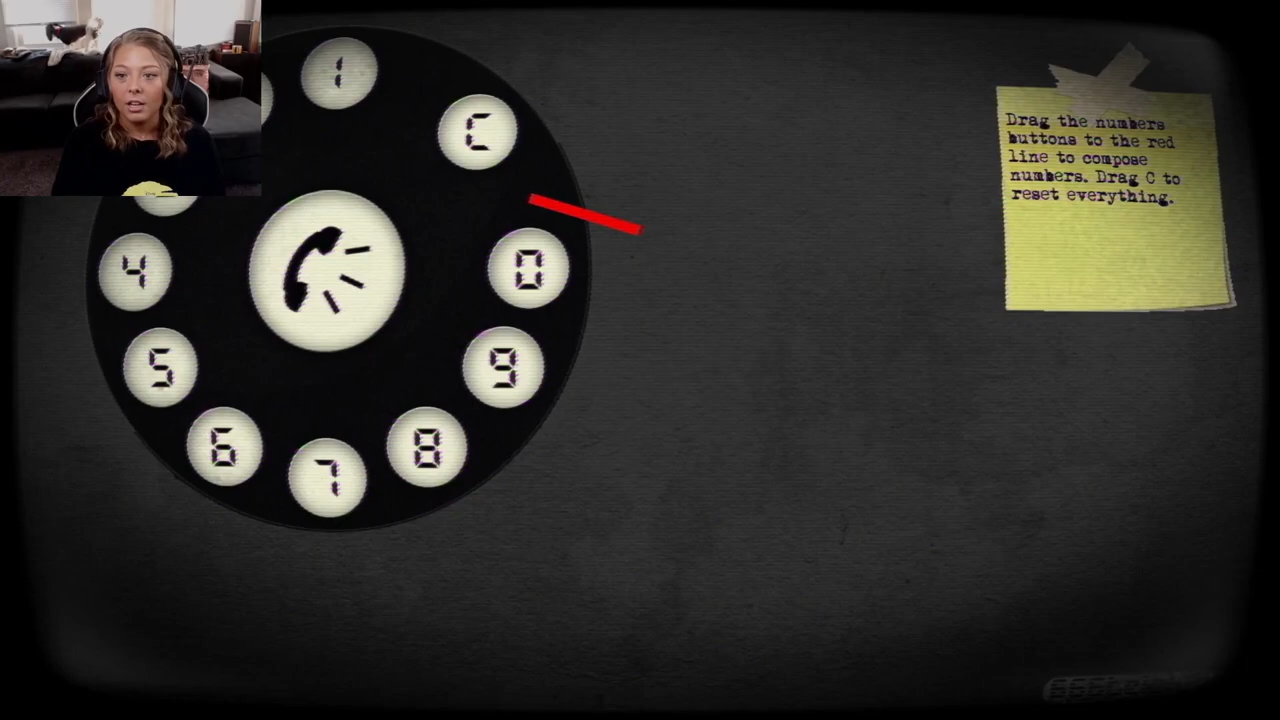 1
C
Drag the numbers
buttons to the red
line to compose
numbers. Drag C to
reset everything.
4
0
5
9
6
8
7